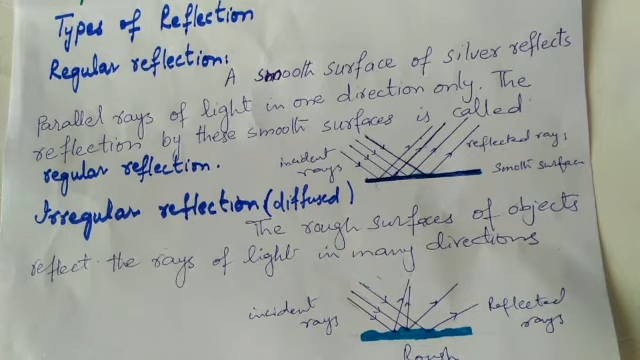 Types of Reflection
Regular reflection:
A smooth surface of silver reflects
Parallel rays of light in one direction only. The
reflection by these smooth surfaces is called
regular reflection.
incident
rays
reflected rays
Smoth surface
Irregular reflection (diffused)
The rough surfaces of objects
reflect the rays of light in many directions
incident
rays
Reflected
rays
Rough